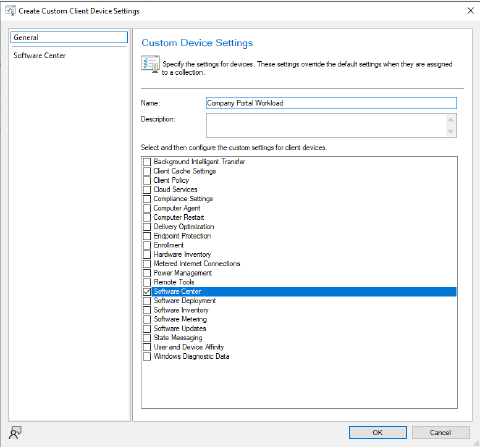 Create Custom Client Device Settings
General
Software Center
Custom Device Settings
Specify the settings for devices. These settings override the default settings when they are assigned
to a collection.
Name: Company Portal Workload
Description:
Select and then configure the custom settings for client devices.
Background Intelligent Transfer
Client Cache Settings
Client Policy
Cloud Services
Compliance Settings
Computer Agent
Computer Restart
Delivery Optimization
Endpoint Protection
Enrollment
Hardware Inventory
Metered Internet Connections
Power Management
Remote Tools
Software Center
Software Deployment
Software Inventory
Software Metering
Software Updates
State Messaging
User and Device Affinity
Windows Diagnostic Data
OK Cancel